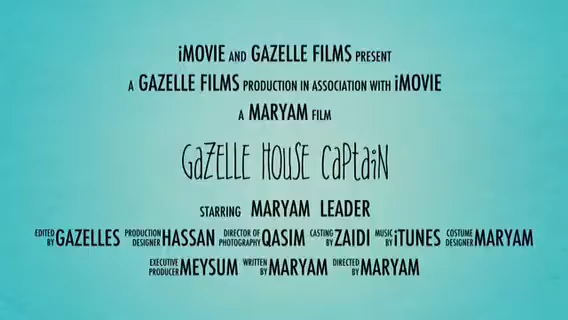 iMOVIE AND GAZELLE FILMS PRESENT
A GAZELLE FILMS PRODUCTION IN ASSOCIATION WITH iMOVIE
A MARYAM FILM
GaZELLE HOUSE CaPtaiN
STARRING MARYAM LEADER
EDITED BY GAZELLES PRODUCTION DESIGNER HASSAN DIRECTOR OF PHOTOGRAPHY QASIM CASTING BY ZAIDI MUSIC BY iTUNES COSTUME DESIGNER MARYAM
EXECUTIVE PRODUCER MEYSUM WRITTEN BY MARYAM DIRECTED BY MARYAM